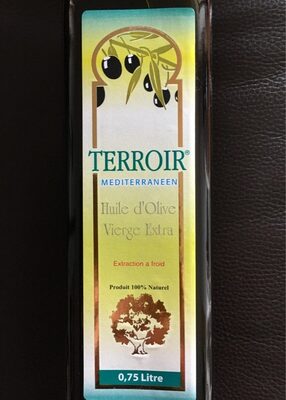 TERROIR®
MEDITERRANEEN
Huile d'Olive
Vierge Extra
Extraction a froid
Produit 100% Naturel
0,75 Litre